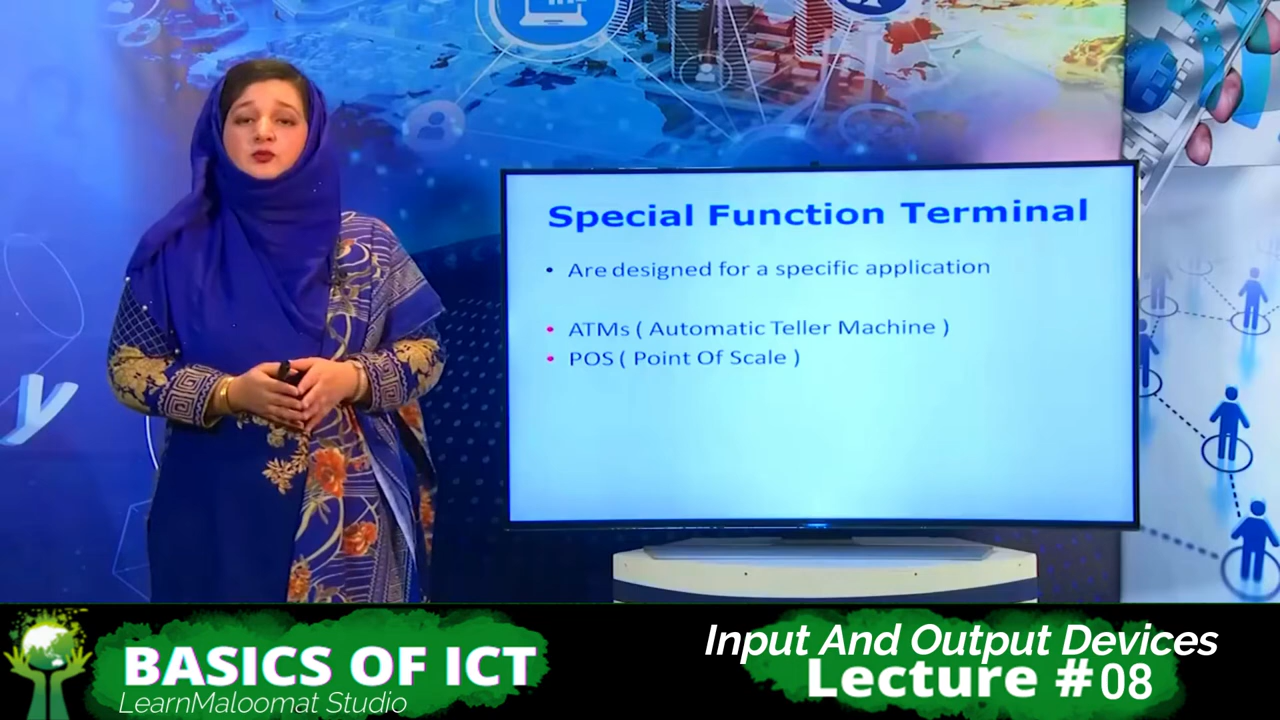 Special Function Terminal
• Are designed for a specific application
• ATMs ( Automatic Teller Machine )
• POS ( Point Of Scale )
y
BASICS OF ICT
LearnMaloomat Studio
Input And Output Devices
Lecture #08